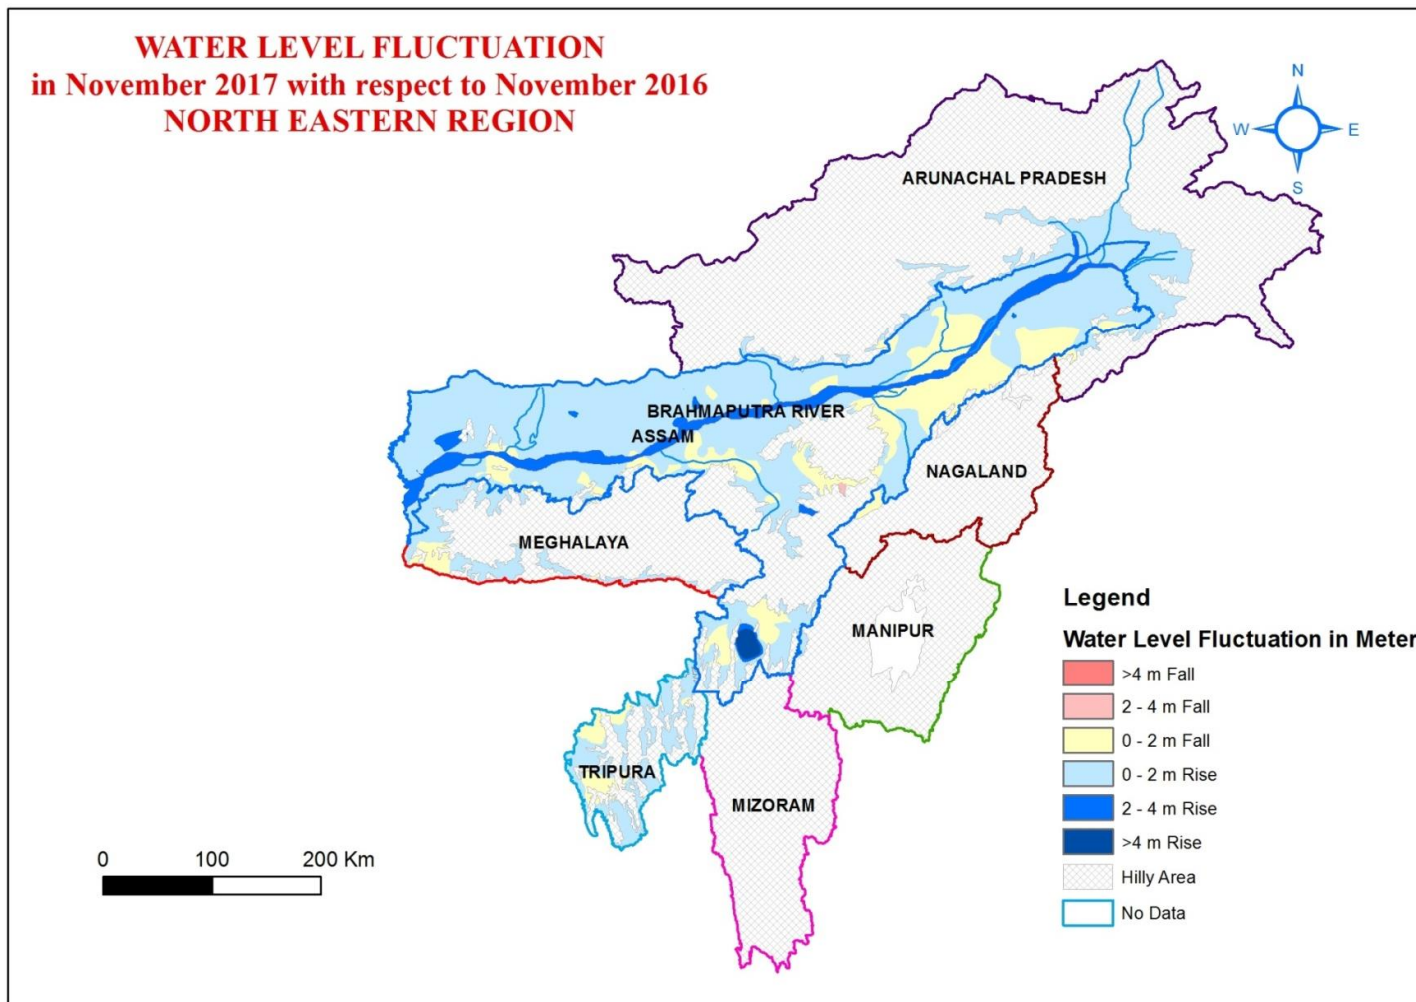 WATER LEVEL FLUCTUATION
in November 2017 with respect to November 2016
NORTH EASTERN REGION
N
W
E
S
ARUNACHAL PRADESH
BRAHMAPUTRA RIVER
ASSAM
NAGALAND
MEGHALAYA
MANIPUR
TRIPURA
MIZORAM
Legend
Water Level Fluctuation in Meter
>4 m Fall
2 - 4 m Fall
0 - 2 m Fall
0 - 2 m Rise
2 - 4 m Rise
>4 m Rise
Hilly Area
No Data
0 100 200 Km